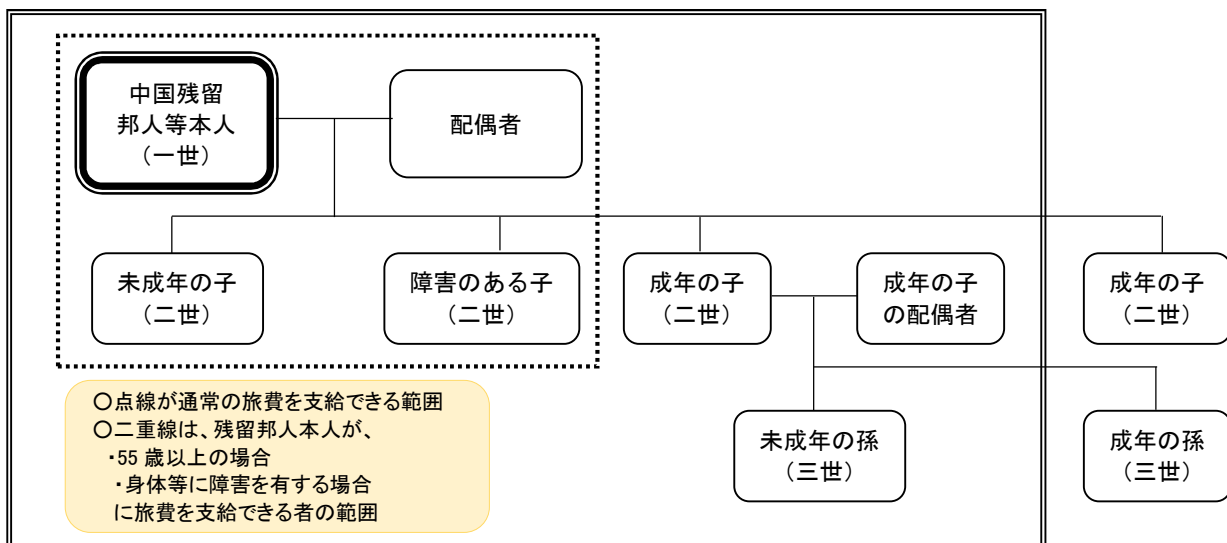 中国残留
邦人等本人
（一世）
配偶者
未成年の子
（二世）
障害のある子
（二世）
成年の子
（二世）
成年の子
の配偶者
成年の子
（二世）
○点線が通常の旅費を支給できる範囲
○二重線は、残留邦人本人が、
・55 歳以上の場合
・身体等に障害を有する場合
に旅費を支給できる者の範囲
未成年の孫
（三世）
成年の孫
（三世）